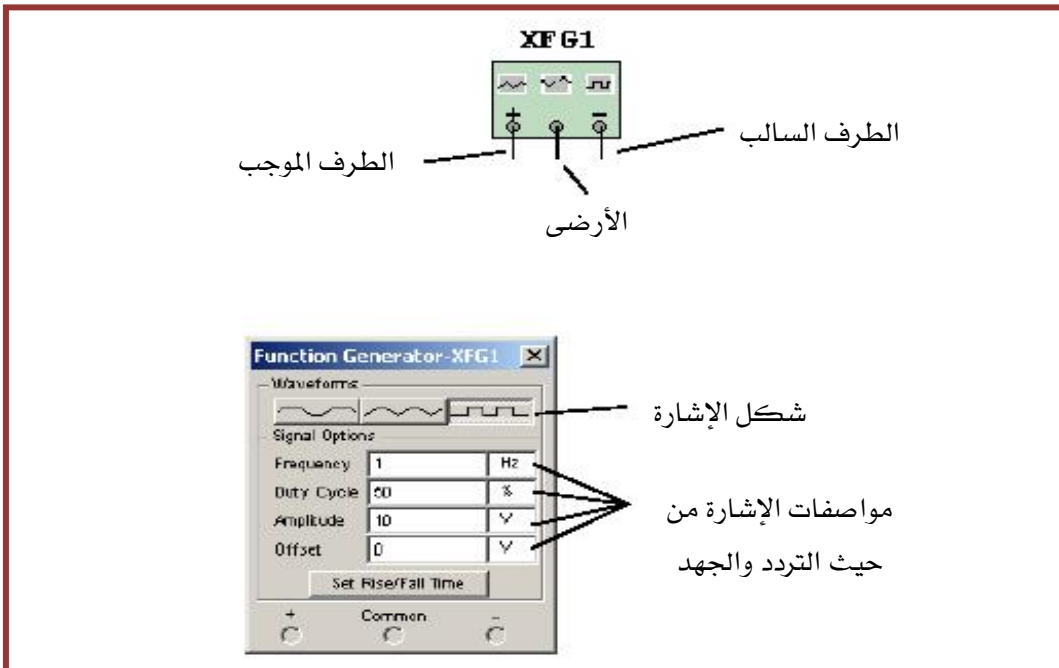 XFG1
+ −
الطرف السالب
الطرف الموجب
الأرضى
Function Generator-XFG1
Waveforms
شكل الإشارة
Signal Options
Frequency 1 Hz
Duty Cycle 50 %
Amplitude 10 V
Offset 0 V
مواصفات الإشارة من
حيث التردد والجهد
Set Rise/Fall Time
+ Common −